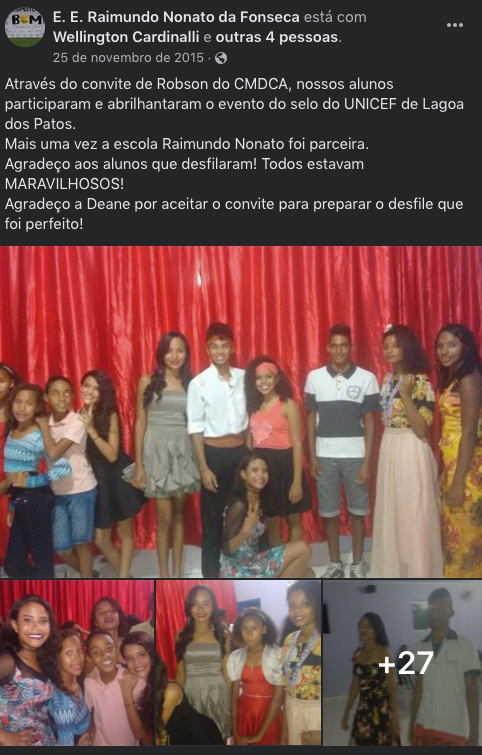 E. E. Raimundo Nonato da Fonseca está com
Wellington Cardinalli e outras 4 pessoas.
25 de novembro de 2015 ·
Através do convite de Robson do CMDCA, nossos alunos
participaram e abrilhantaram o evento do selo do UNICEF de Lagoa
dos Patos.
Mais uma vez a escola Raimundo Nonato foi parceira.
Agradeço aos alunos que desfilaram! Todos estavam
MARAVILHOSOS!
Agradeço a Deane por aceitar o convite para preparar o desfile que
foi perfeito!
+27